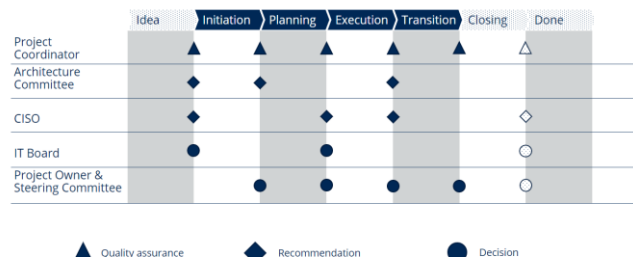 Idea Initiation Planning Execution Transition Closing Done
Project
Coordinator
Architecture
Committee
CISO
IT Board
Project Owner &
Steering Committee
Quality assurance Recommendation Decision